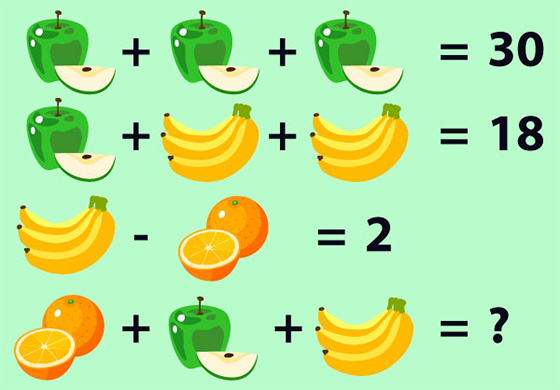 + + = 30
+ + = 18
- = 2
+ + = ?